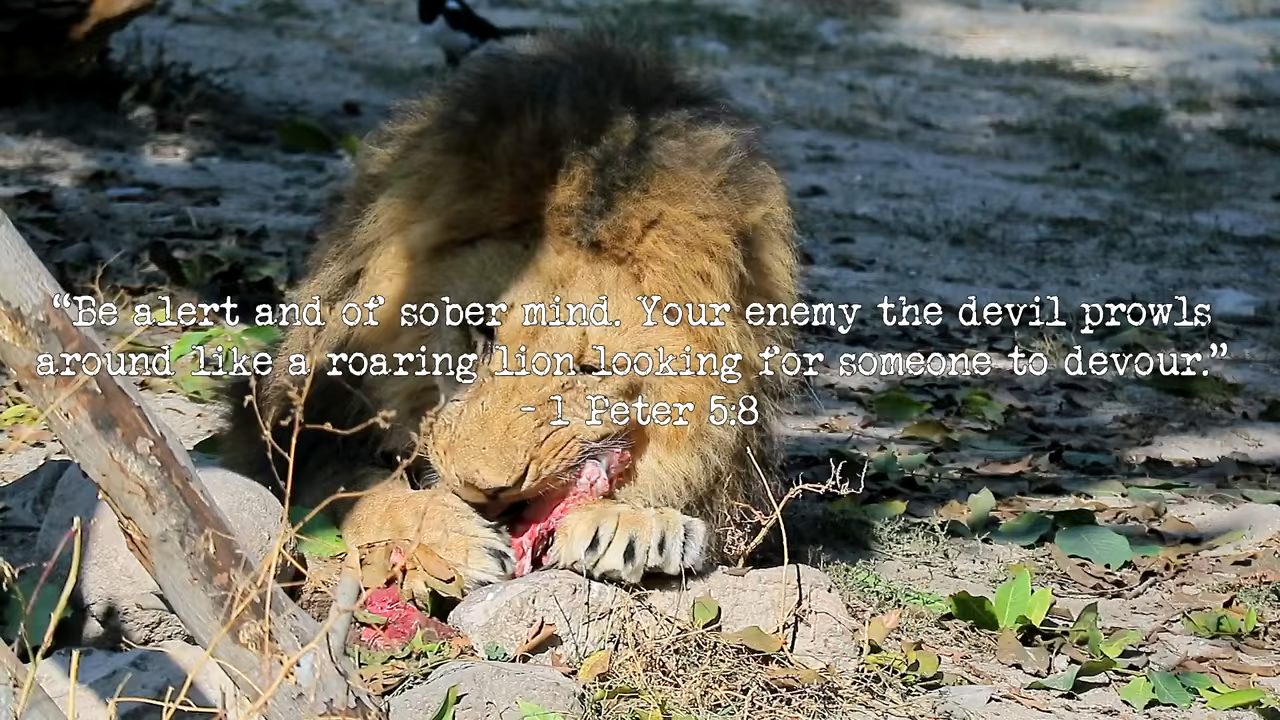 “Be alert and of sober mind. Your enemy the devil prowls
around like a roaring lion looking for someone to devour.”
- 1 Peter 5:8